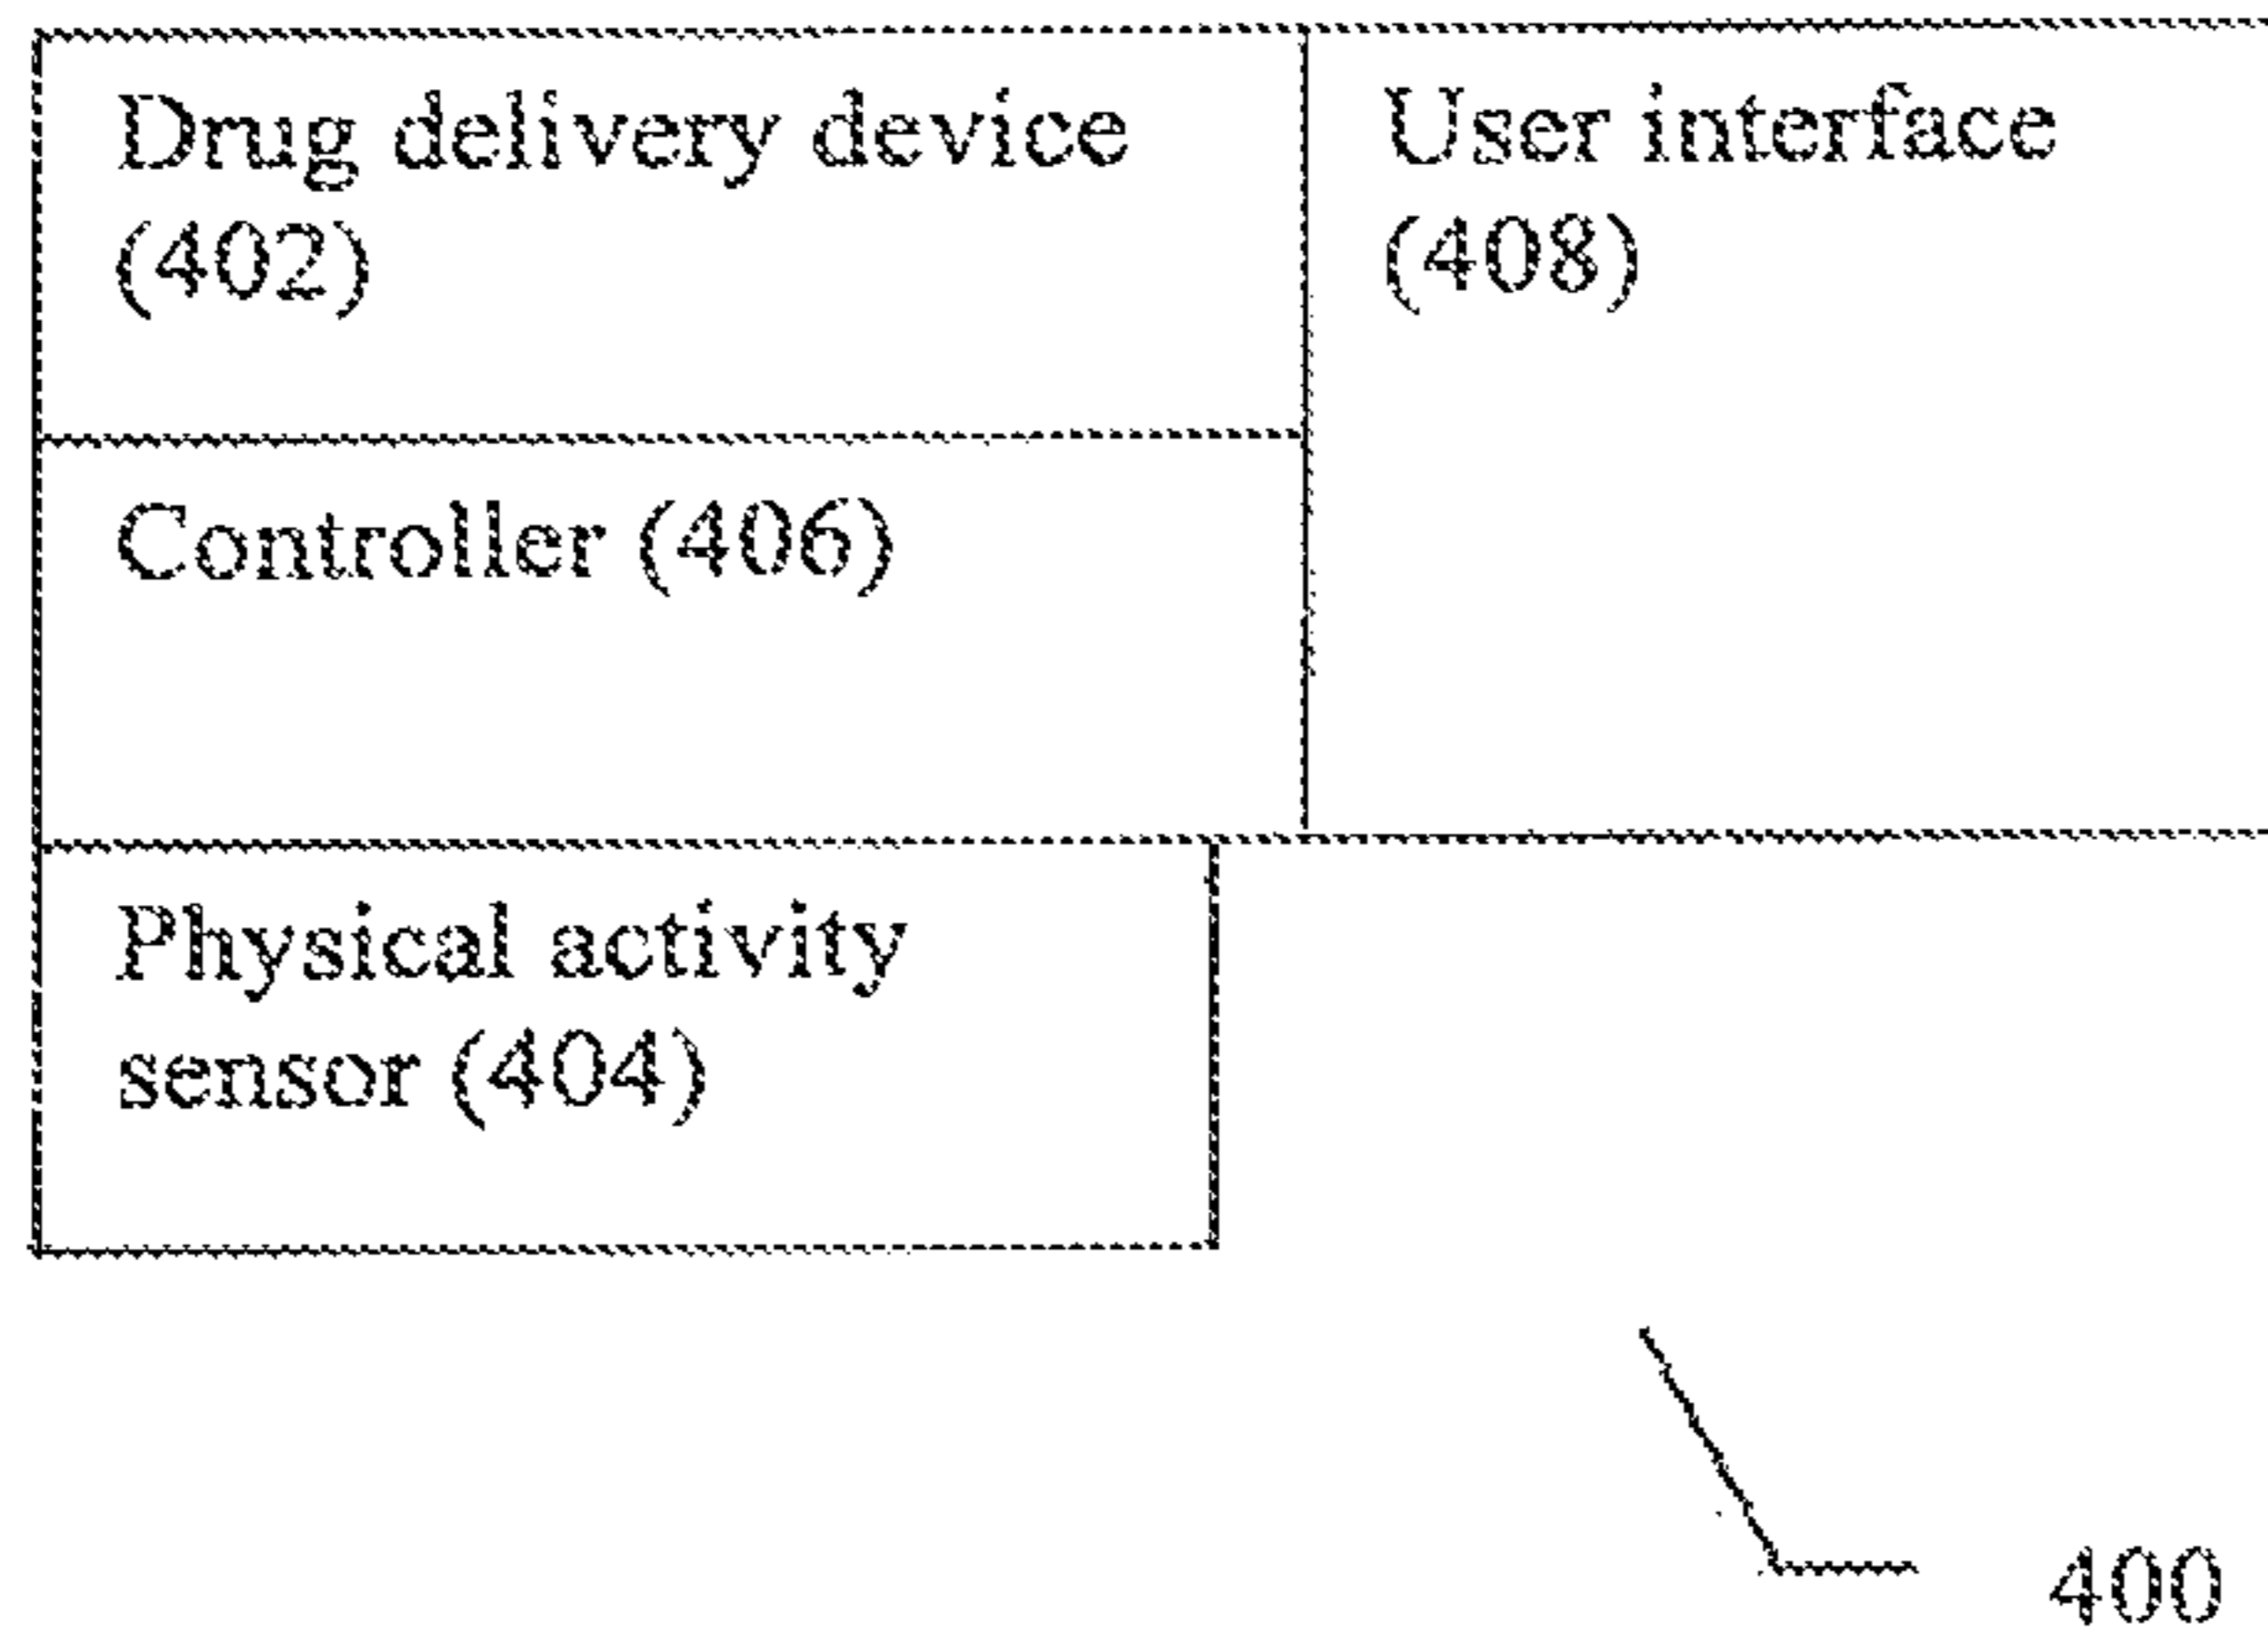 Drug delivery device
(402)
User interface
(408)
Controller (406)
Physical activity
sensor (404)
400